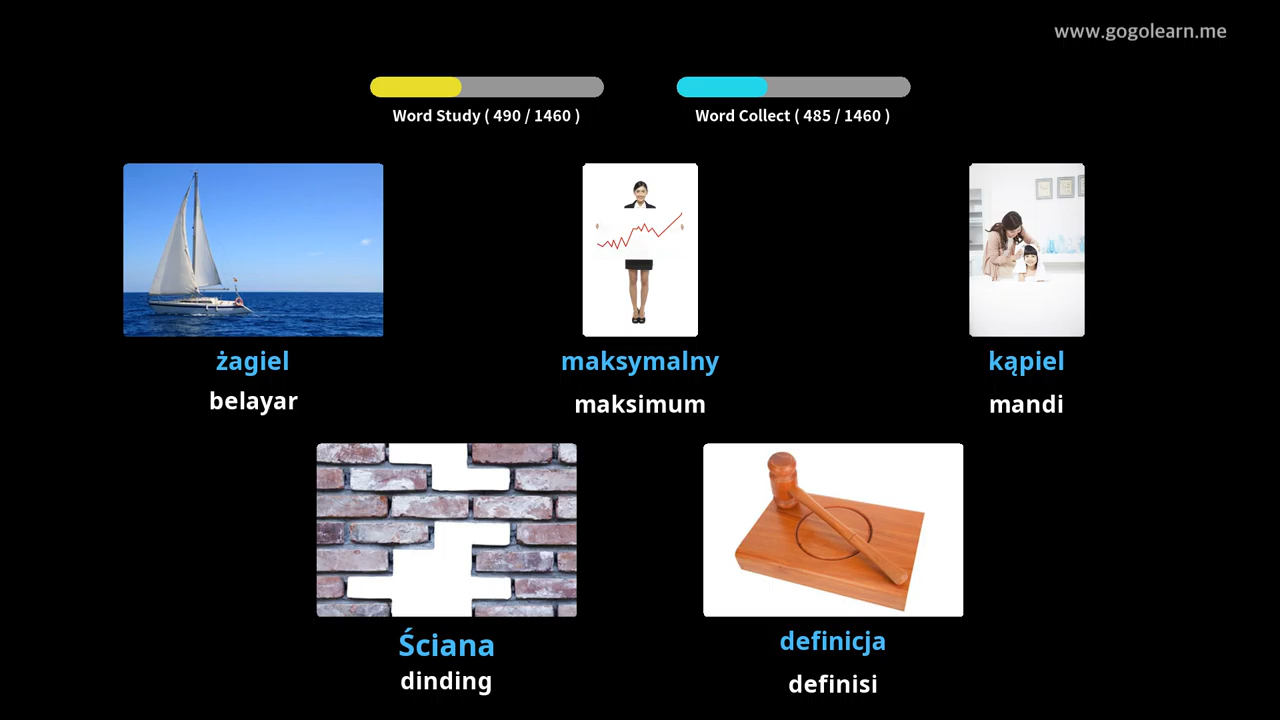 www.gogolearn.me
Word Study ( 490 / 1460 )
Word Collect ( 485 / 1460 )
żagiel
belayar
maksymalny
maksimum
kąpiel
mandi
Ściana
dinding
definicja
definisi